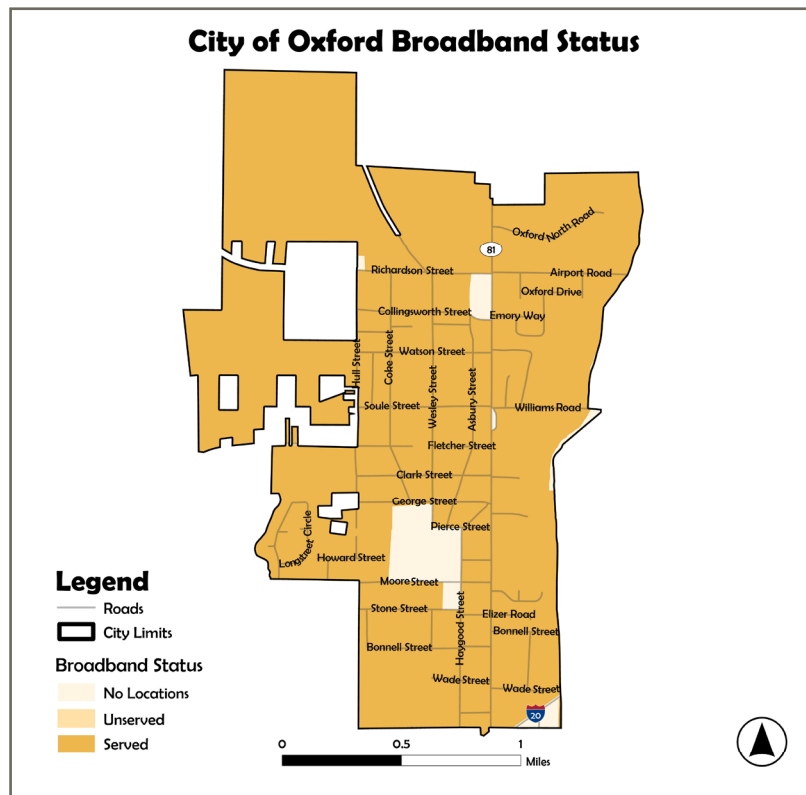 City of Oxford Broadband Status
Oxford North Road
81
Richardson Street
Airport Road
Oxford Drive
Collingsworth Street
Emory Way
Hull Street
Coke Street
Watson Street
Wesley Street
Asbury Street
Soule Street
Williams Road
Fletcher Street
Clark Street
George Street
Pierce Street
Longstreet Circle
Howard Street
Moore Street
Stone Street
Haygood Street
Elizer Road
Bonnell Street
Bonnell Street
Wade Street
Wade Street
20
Legend
Roads
City Limits
Broadband Status
No Locations
Unserved
Served
0 0.5 1
Miles